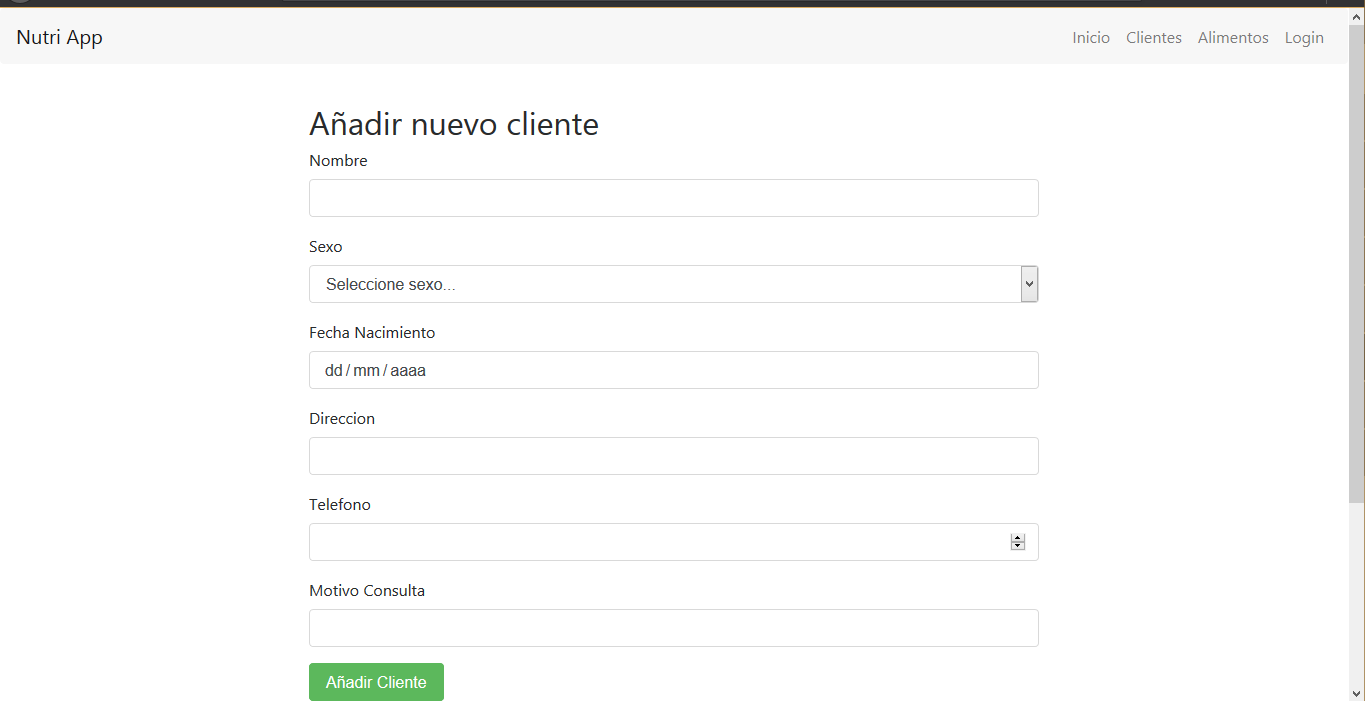 Nutri App
Inicio Clientes Alimentos Login
Añadir nuevo cliente
Nombre
Sexo
Seleccione sexo...
Fecha Nacimiento
dd / mm / aaaa
Direccion
Telefono
Motivo Consulta
Añadir Cliente